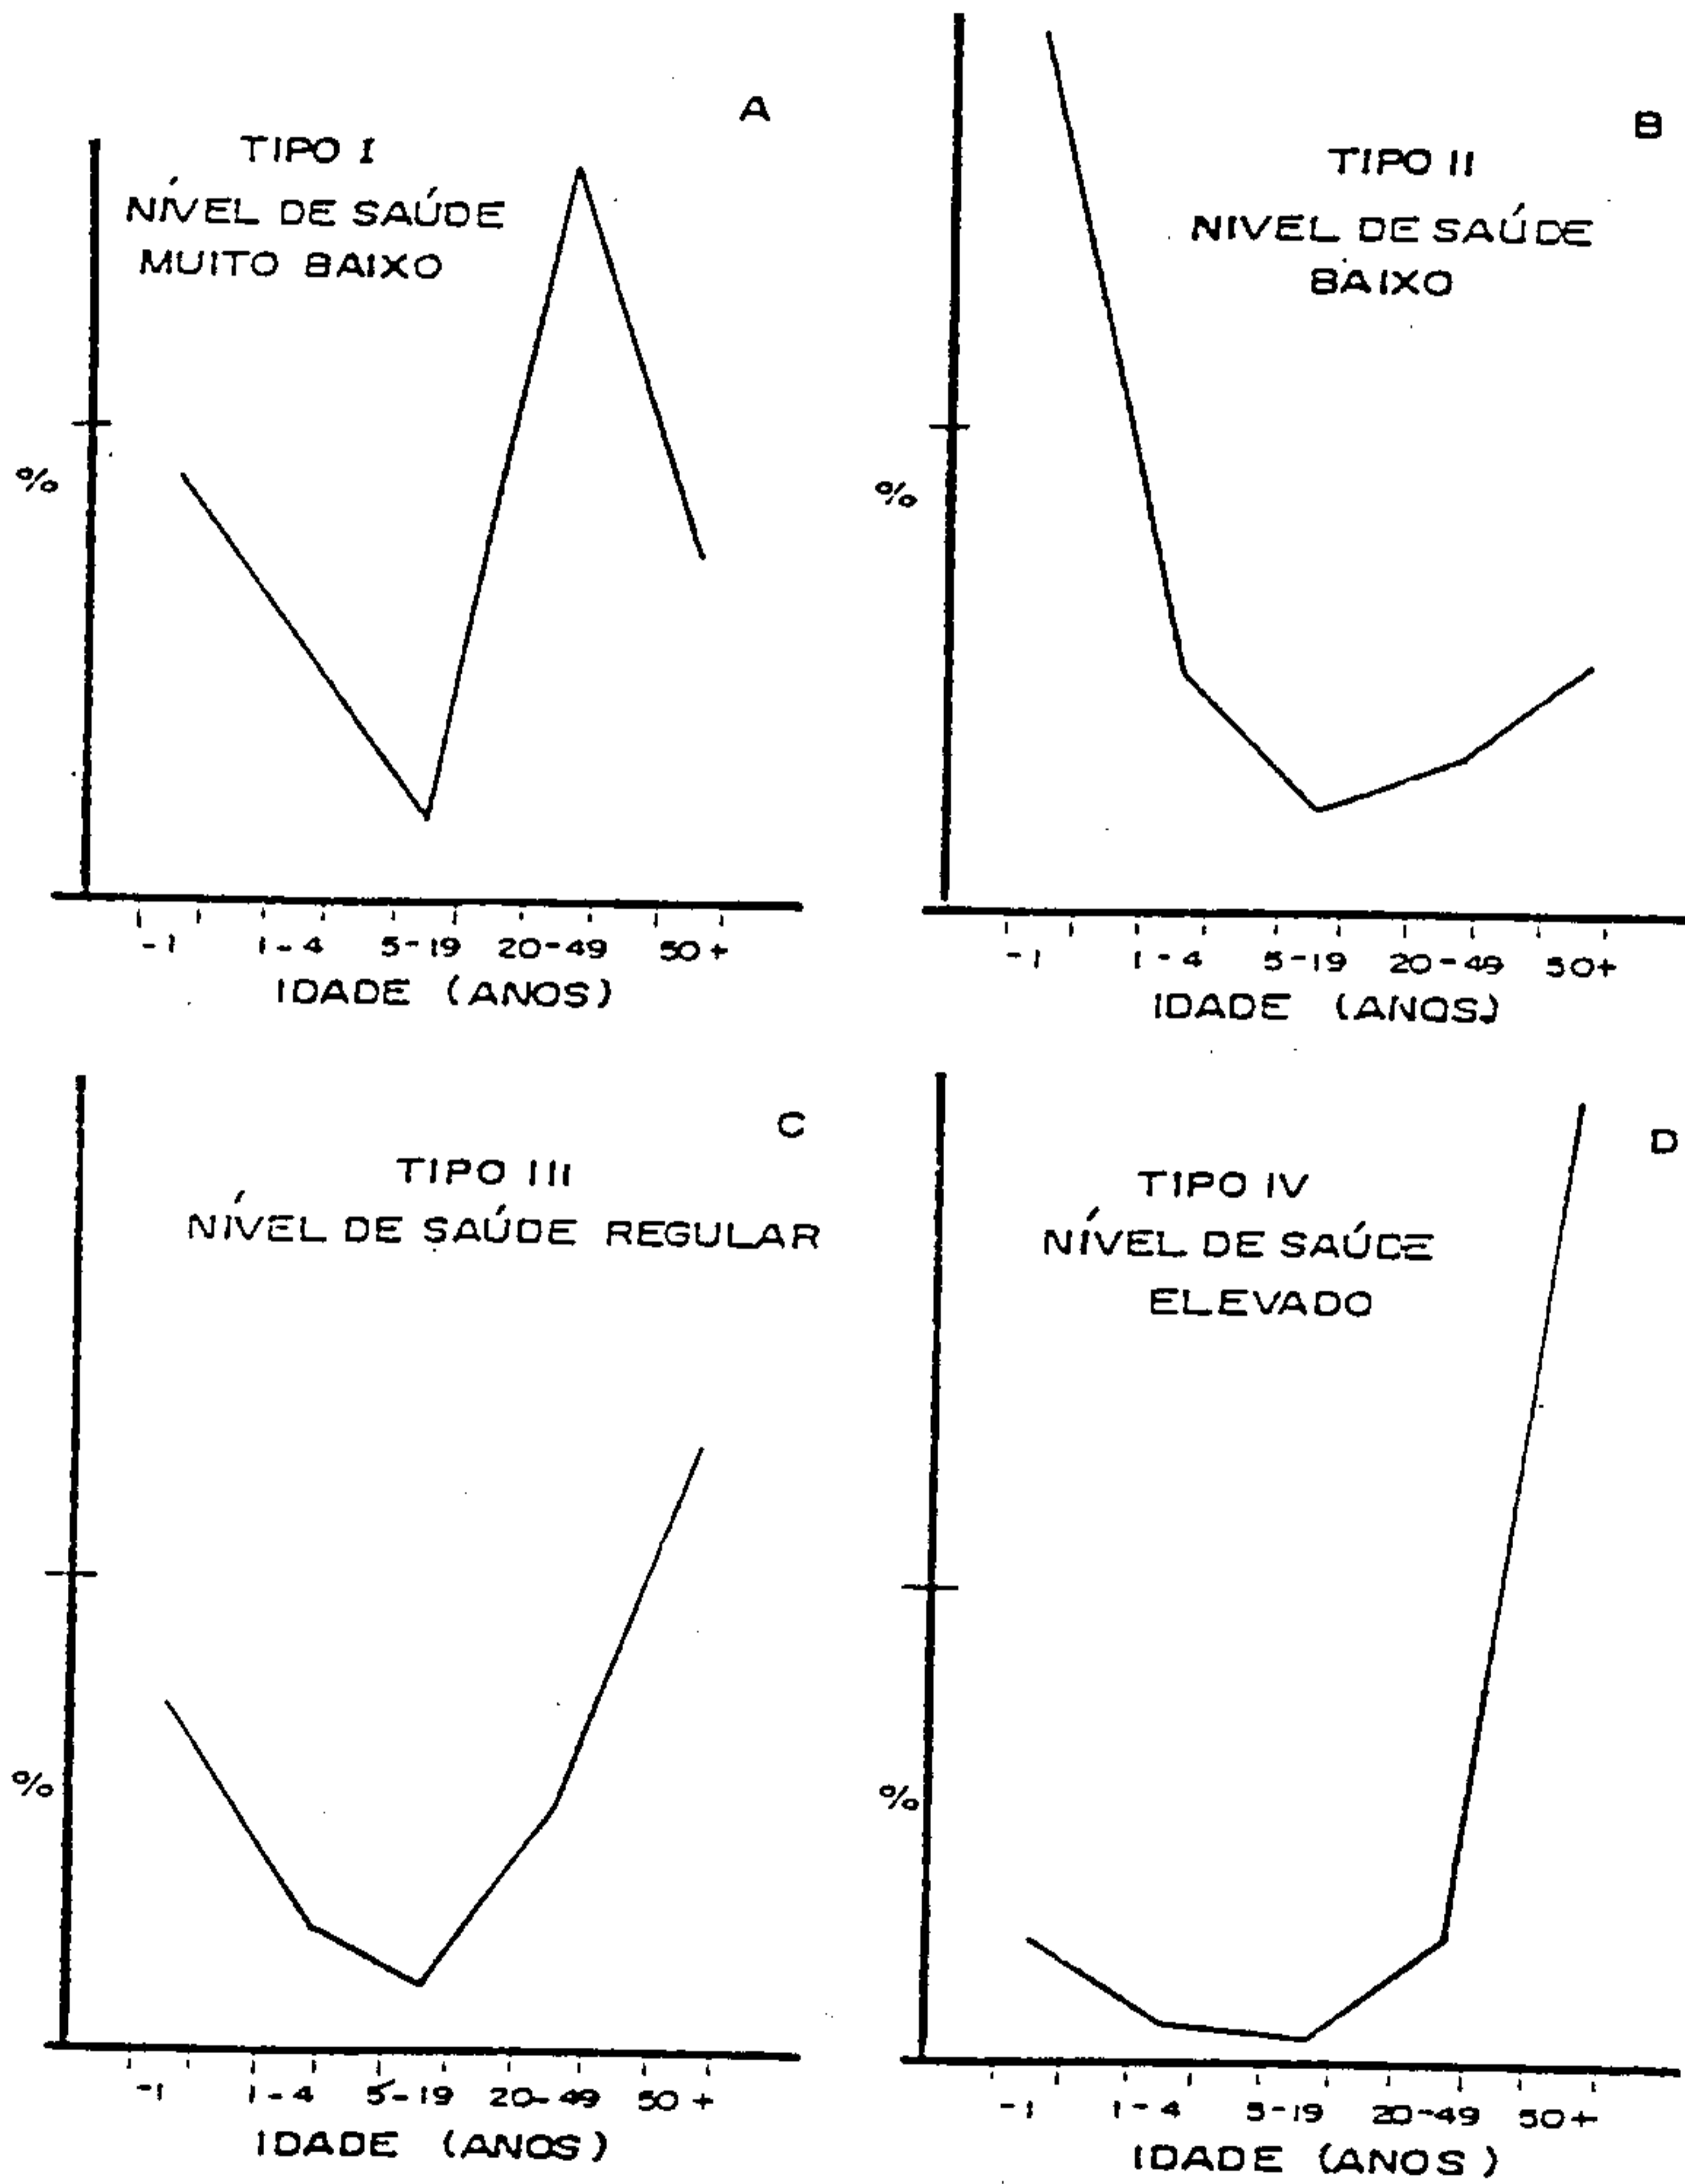 A
TIPO I
NÍVEL DE SAÚDE
MUITO BAIXO
%
-1 1-4 5-19 20-49 50+
IDADE (ANOS)
B
TIPO II
NIVEL DE SAÚDE
BAIXO
%
-1 1-4 5-19 20-49 50+
IDADE (ANOS)
C
TIPO III
NÍVEL DE SAÚDE REGULAR
%
-1 1-4 5-19 20-49 50+
IDADE (ANOS)
D
TIPO IV
NÍVEL DE SAÚDE
ELEVADO
%
-1 1-4 5-19 20-49 50+
IDADE (ANOS)